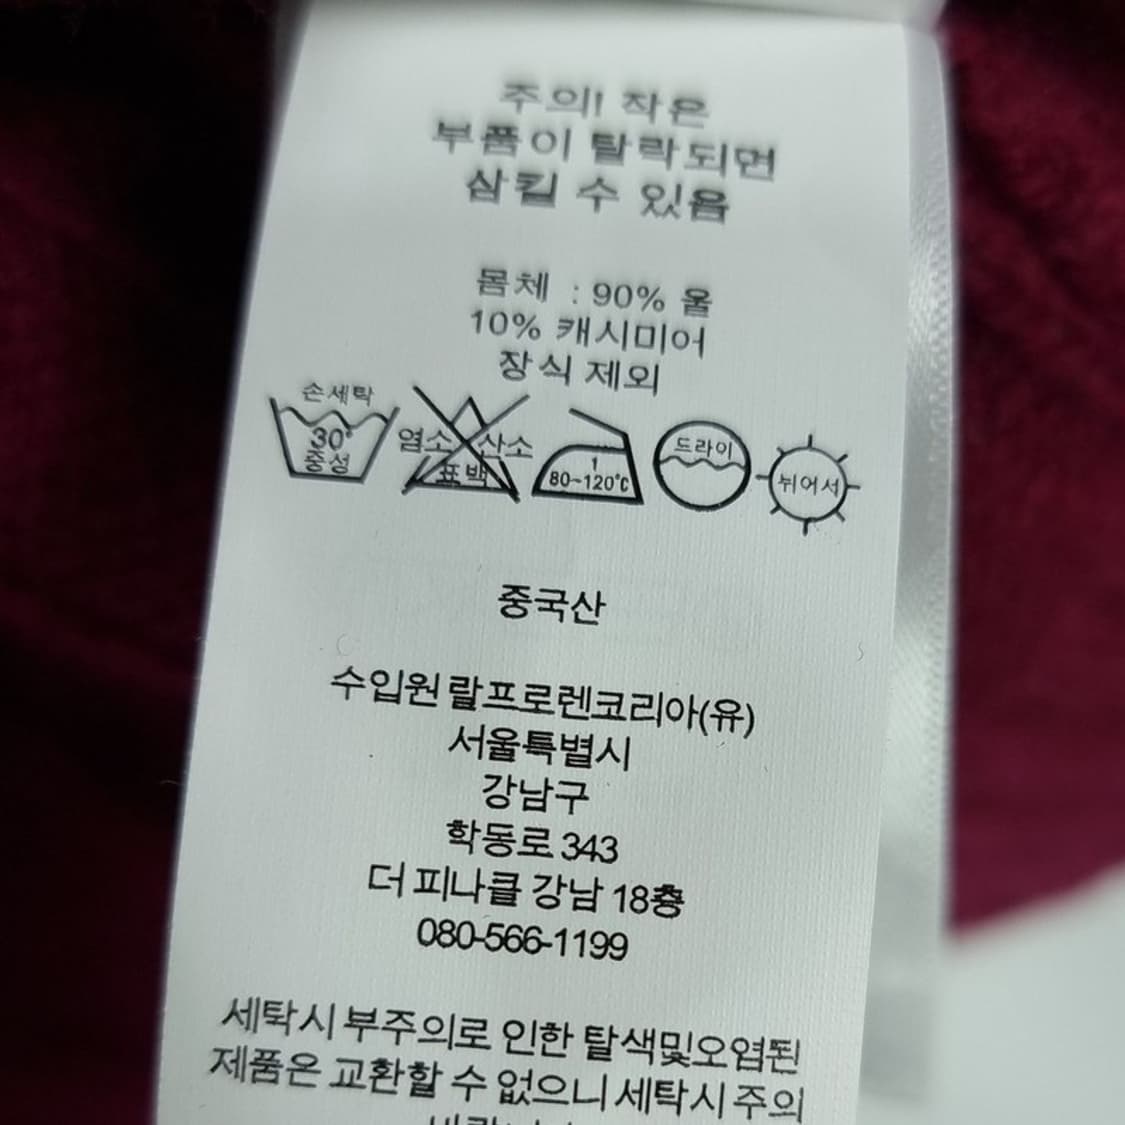 주의! 작은
부품이 탈락되면
삼킬 수 있음
몸체 : 90% 울
10% 캐시미어
장식 제외
손세탁
30°
중성
염소 산소
표백
1
80~120℃
드라이
뉘어서
중국산
수입원 랄프로렌코리아(유)
서울특별시
강남구
학동로 343
더 피나클 강남 18층
080-566-1199
세탁시 부주의로 인한 탈색및오염된
제품은 교환할 수 없으니 세탁시 주의